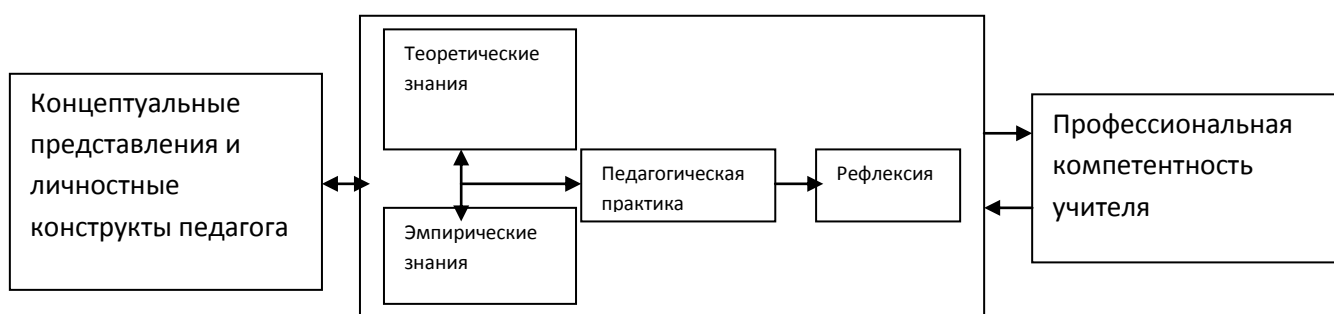 Концептуальные
представления и
личностные
конструкты педагога
Теоретические
знания
Эмпирические
знания
Педагогическая
практика
Рефлексия
Профессиональная
компетентность
учителя